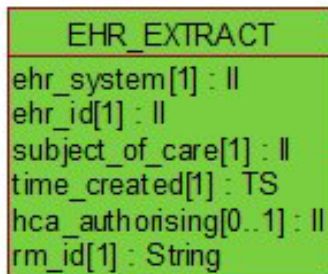 EHR_EXTRACT
ehr_system[1] : II
ehr_id[1] : II
subject_of_care[1] : II
time_created[1] : TS
hca_authorising[0..1] : II
rm_id[1] : String